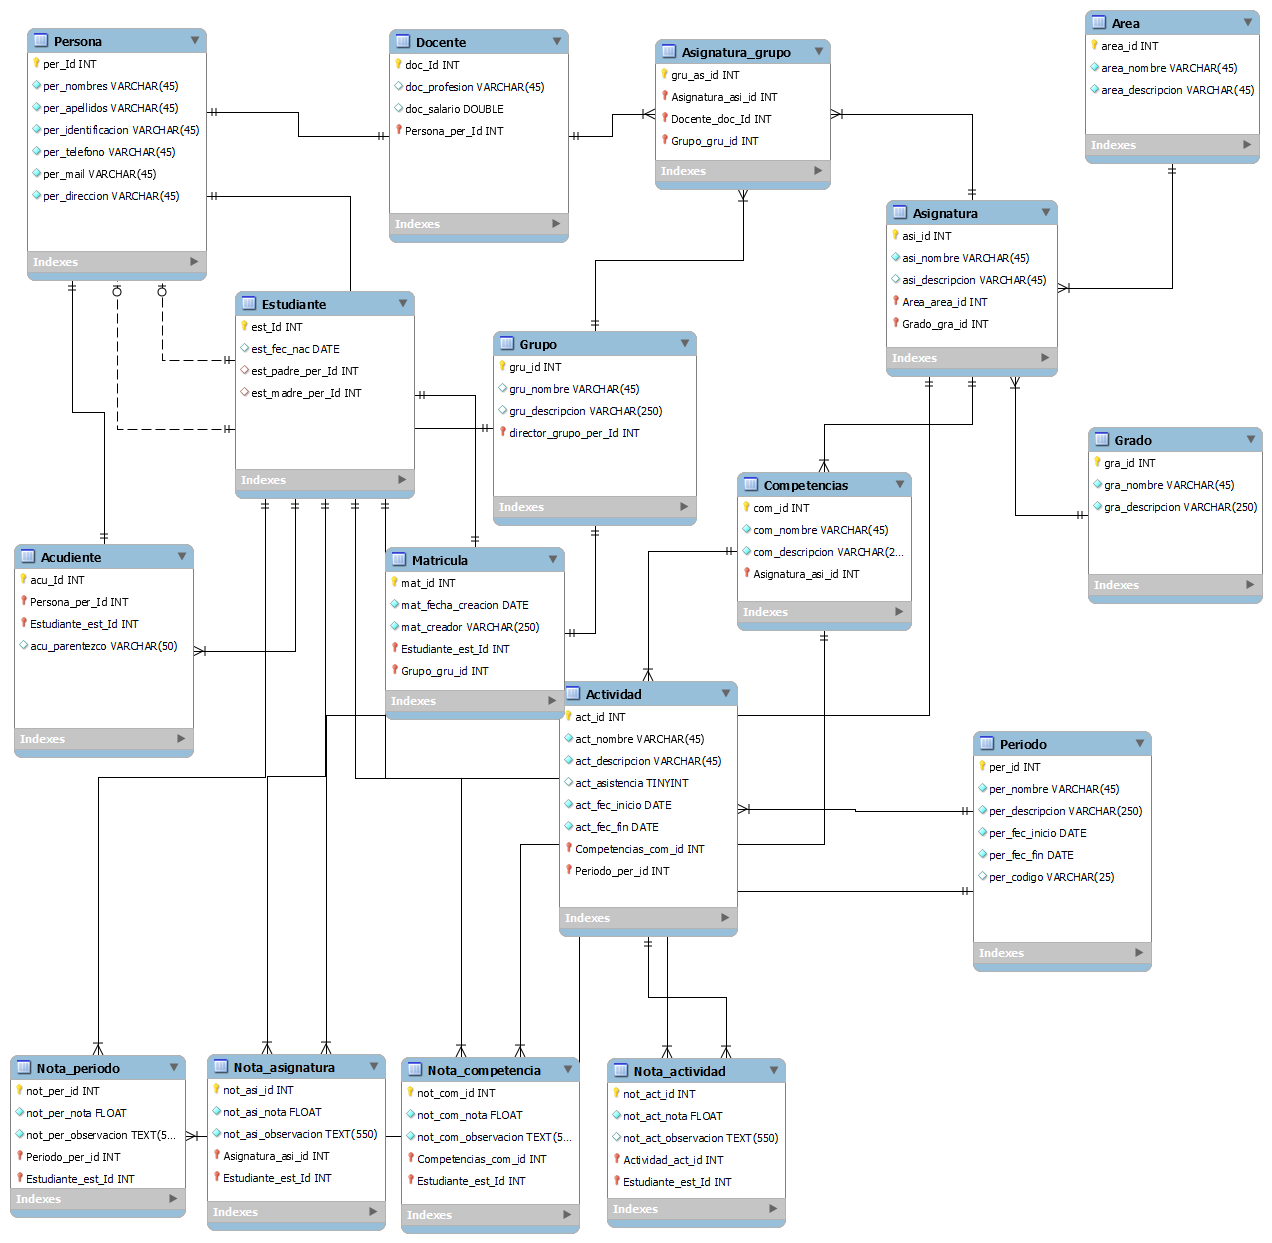 Persona
per_Id INT
per_nombres VARCHAR(45)
per_apellidos VARCHAR(45)
per_identificacion VARCHAR(45)
per_telefono VARCHAR(45)
per_mail VARCHAR(45)
per_direccion VARCHAR(45)
Indexes
Docente
doc_Id INT
doc_profesion VARCHAR(45)
doc_salario DOUBLE
Persona_per_Id INT
Indexes
Asignatura_grupo
gru_as_id INT
Asignatura_asi_id INT
Docente_doc_Id INT
Grupo_gru_id INT
Indexes
Area
area_id INT
area_nombre VARCHAR(45)
area_descripcion VARCHAR(45)
Indexes
Asignatura
asi_id INT
asi_nombre VARCHAR(45)
asi_descripcion VARCHAR(45)
Area_area_id INT
Grado_gra_id INT
Indexes
Estudiante
est_Id INT
est_fec_nac DATE
est_padre_per_Id INT
est_madre_per_Id INT
Indexes
Grupo
gru_id INT
gru_nombre VARCHAR(45)
gru_descripcion VARCHAR(250)
director_grupo_per_Id INT
Indexes
Grado
gra_id INT
gra_nombre VARCHAR(45)
gra_descripcion VARCHAR(250)
Indexes
Competencias
com_id INT
com_nombre VARCHAR(45)
com_descripcion VARCHAR(2...
Asignatura_asi_id INT
Indexes
Acudiente
acu_Id INT
Persona_per_Id INT
Estudiante_est_Id INT
acu_parentezco VARCHAR(50)
Indexes
Matricula
mat_id INT
mat_fecha_creacion DATE
mat_creador VARCHAR(250)
Estudiante_est_Id INT
Grupo_gru_id INT
Indexes
Actividad
act_id INT
act_nombre VARCHAR(45)
act_descripcion VARCHAR(45)
act_asistencia TINYINT
act_fec_inicio DATE
act_fec_fin DATE
Competencias_com_id INT
Periodo_per_id INT
Indexes
Periodo
per_id INT
per_nombre VARCHAR(45)
per_descripcion VARCHAR(250)
per_fec_inicio DATE
per_fec_fin DATE
per_codigo VARCHAR(25)
Indexes
Nota_periodo
not_per_id INT
not_per_nota FLOAT
not_per_observacion TEXT(5...
Periodo_per_id INT
Estudiante_est_Id INT
Indexes
Nota_asignatura
not_asi_id INT
not_asi_nota FLOAT
not_asi_observacion TEXT(550)
Asignatura_asi_id INT
Estudiante_est_Id INT
Indexes
Nota_competencia
not_com_id INT
not_com_nota FLOAT
not_com_observacion TEXT(5...
Competencias_com_id INT
Estudiante_est_Id INT
Indexes
Nota_actividad
not_act_id INT
not_act_nota FLOAT
not_act_observacion TEXT(550)
Actividad_act_id INT
Estudiante_est_Id INT
Indexes